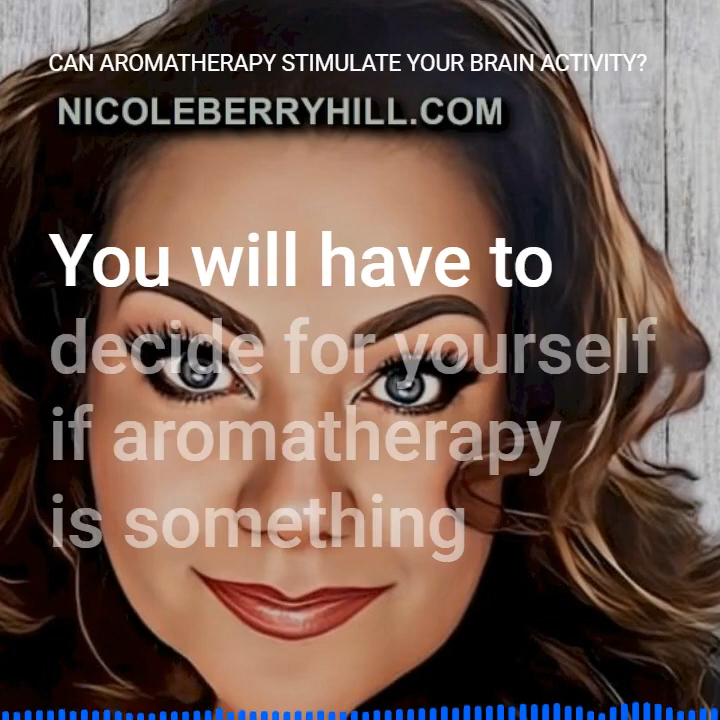 CAN AROMATHERAPY STIMULATE YOUR BRAIN ACTIVITY?
NICOLEBERRYHILL.COM
You will have to
decide for yourself
if aromatherapy
is something